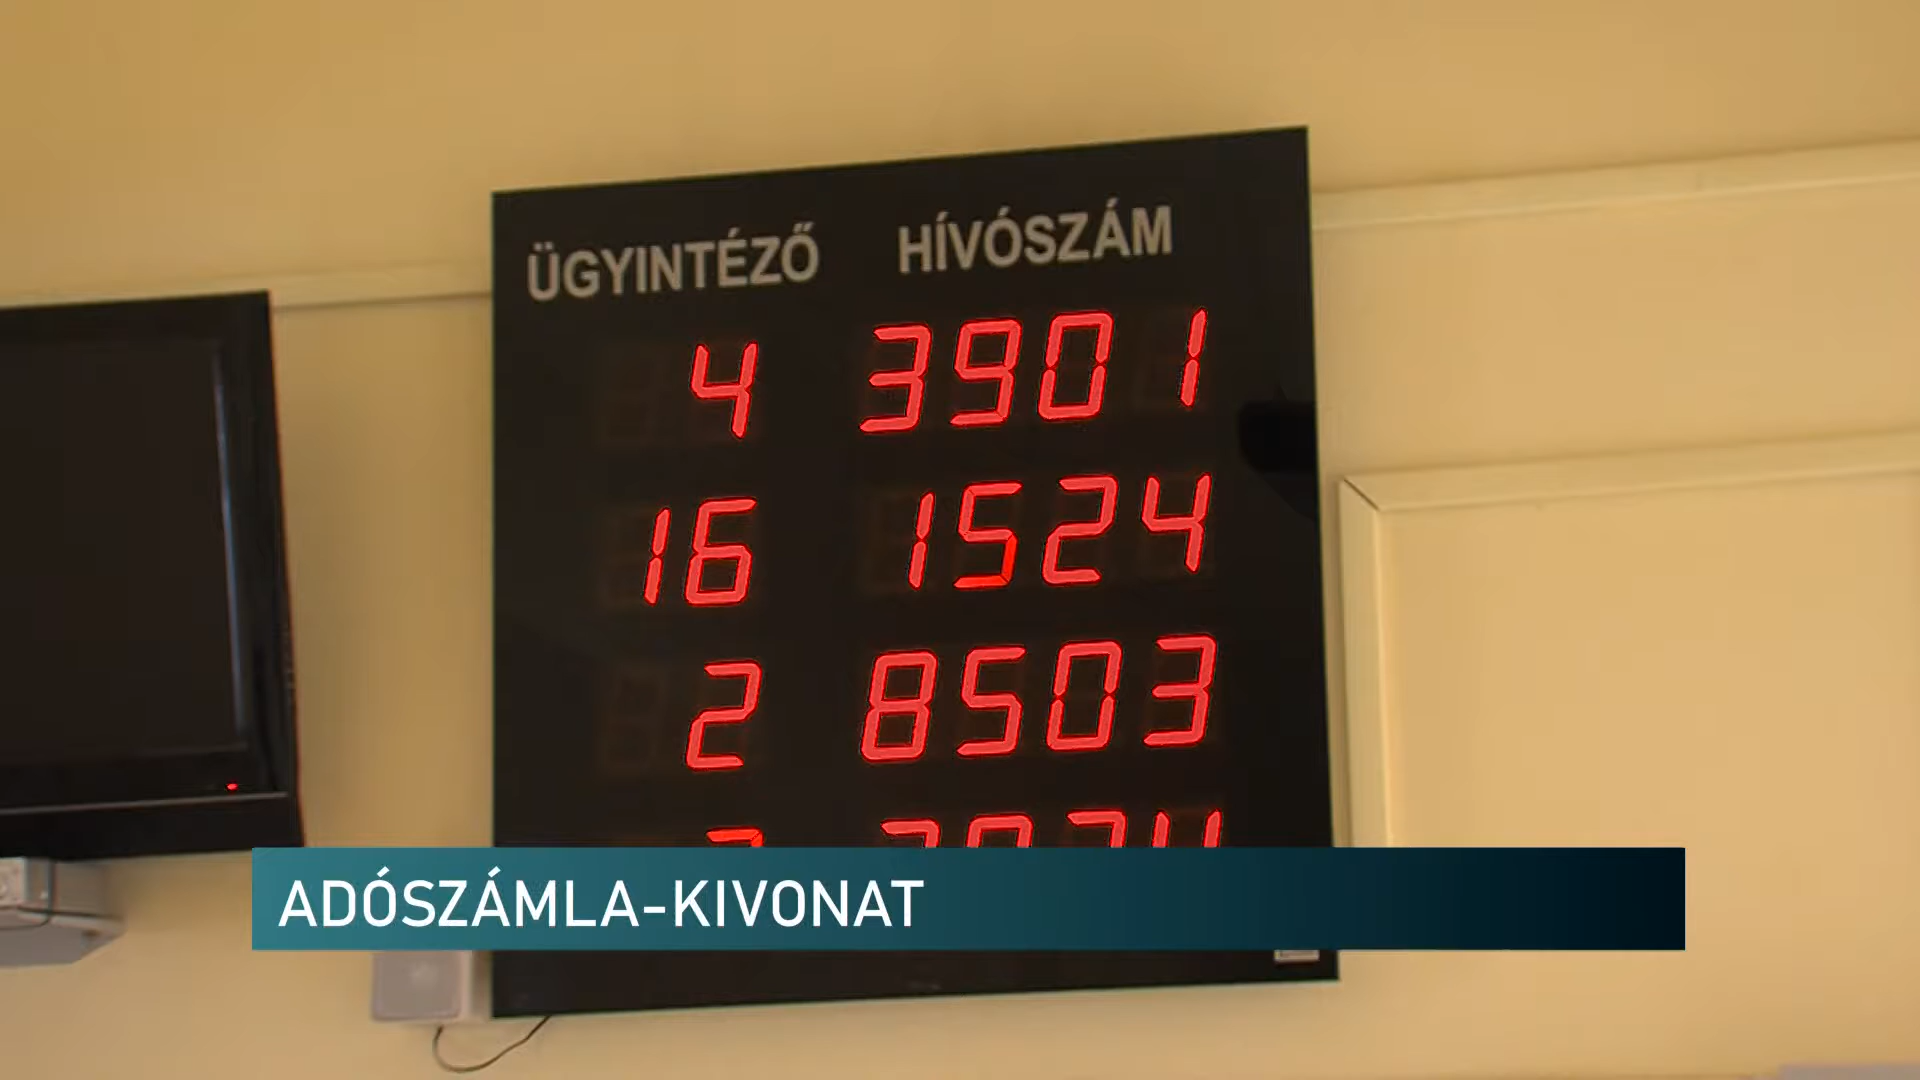 ÜGYINTÉZŐ HÍVÓSZÁM
4 3901
16 1524
2 8503
ADÓSZÁMLA-KIVONAT